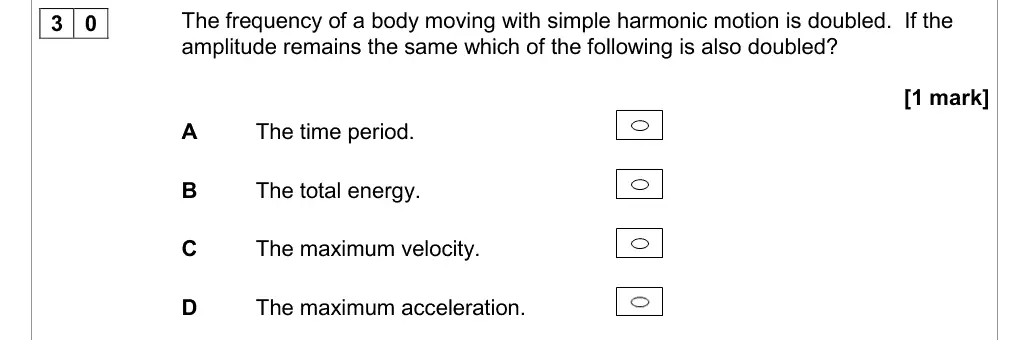 3 0 The frequency of a body moving with simple harmonic motion is doubled. If the
amplitude remains the same which of the following is also doubled?
[1 mark]
A The time period.
B The total energy.
C The maximum velocity.
D The maximum acceleration.